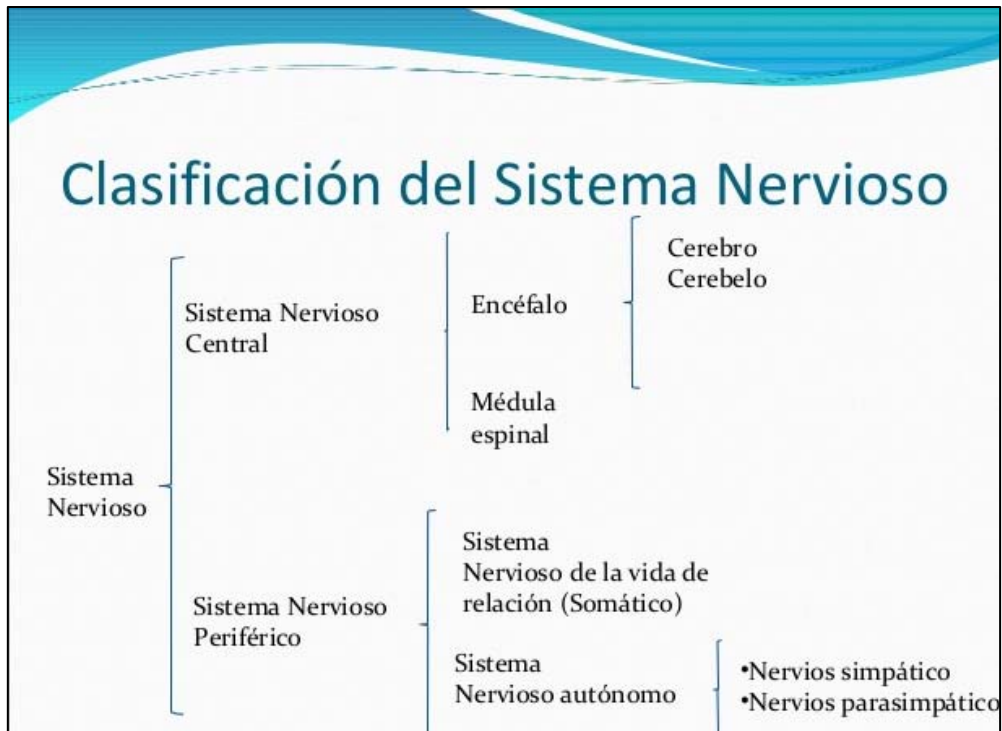 Clasificación del Sistema Nervioso
Cerebro
Cerebelo
Encéfalo
Sistema Nervioso
Central
Médula
espinal
Sistema
Nervioso
Sistema
Nervioso de la vida de
relación (Somático)
Sistema Nervioso
Periférico
Sistema
Nervioso autónomo
•Nervios simpático
•Nervios parasimpático